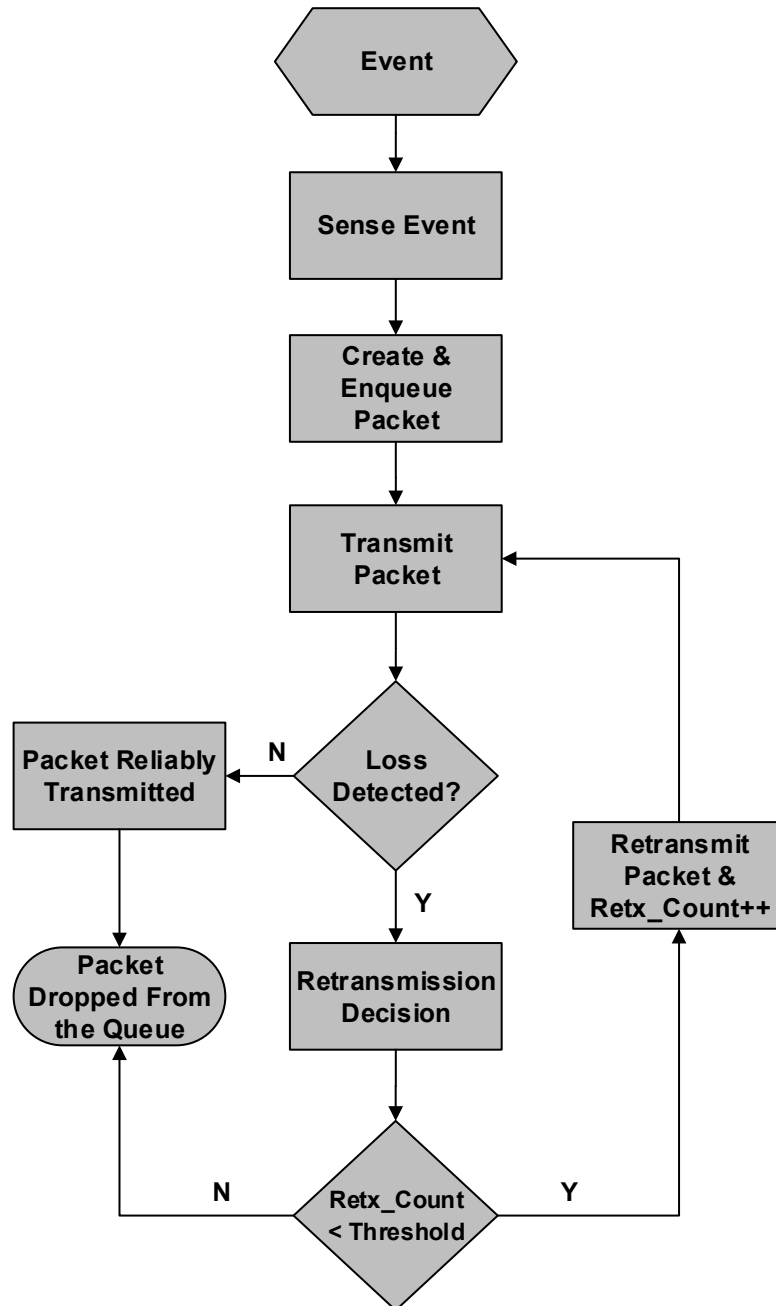 Event
Sense Event
Create &
Enqueue
Packet
Transmit
Packet
Loss
Detected?
N
Packet Reliably
Transmitted
Packet
Dropped From
the Queue
Y
Retransmission
Decision
Retx_Count
< Threshold
N
Y
Retransmit
Packet &
Retx_Count++